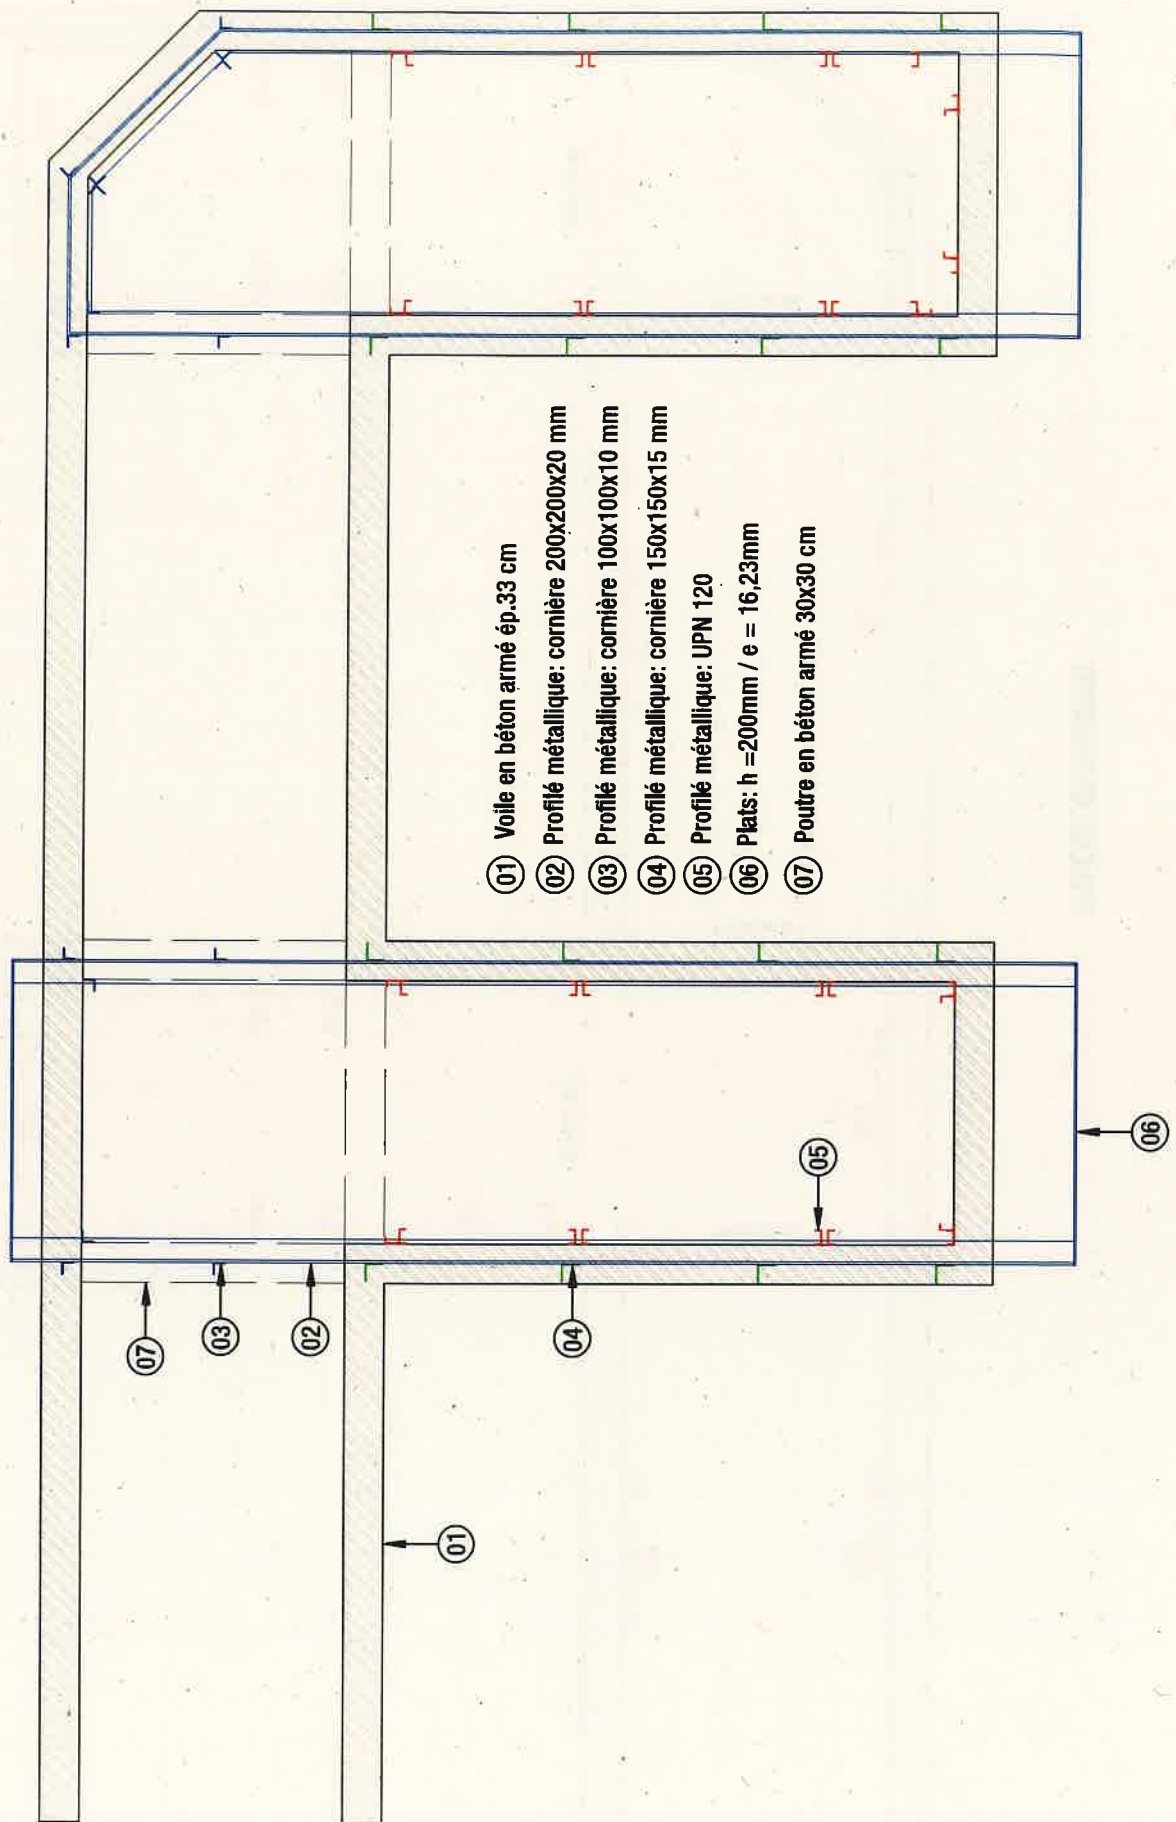 01 Voile en béton armé ép.33 cm
02 Profilé métallique: cornière 200x200x20 mm
03 Profilé métallique: cornière 100x100x10 mm
04 Profilé métallique: cornière 150x150x15 mm
05 Profilé métallique: UPN 120
06 Plats: h =200mm / e = 16,23mm
07 Poutre en béton armé 30x30 cm
07
03
02
04
05
06
01